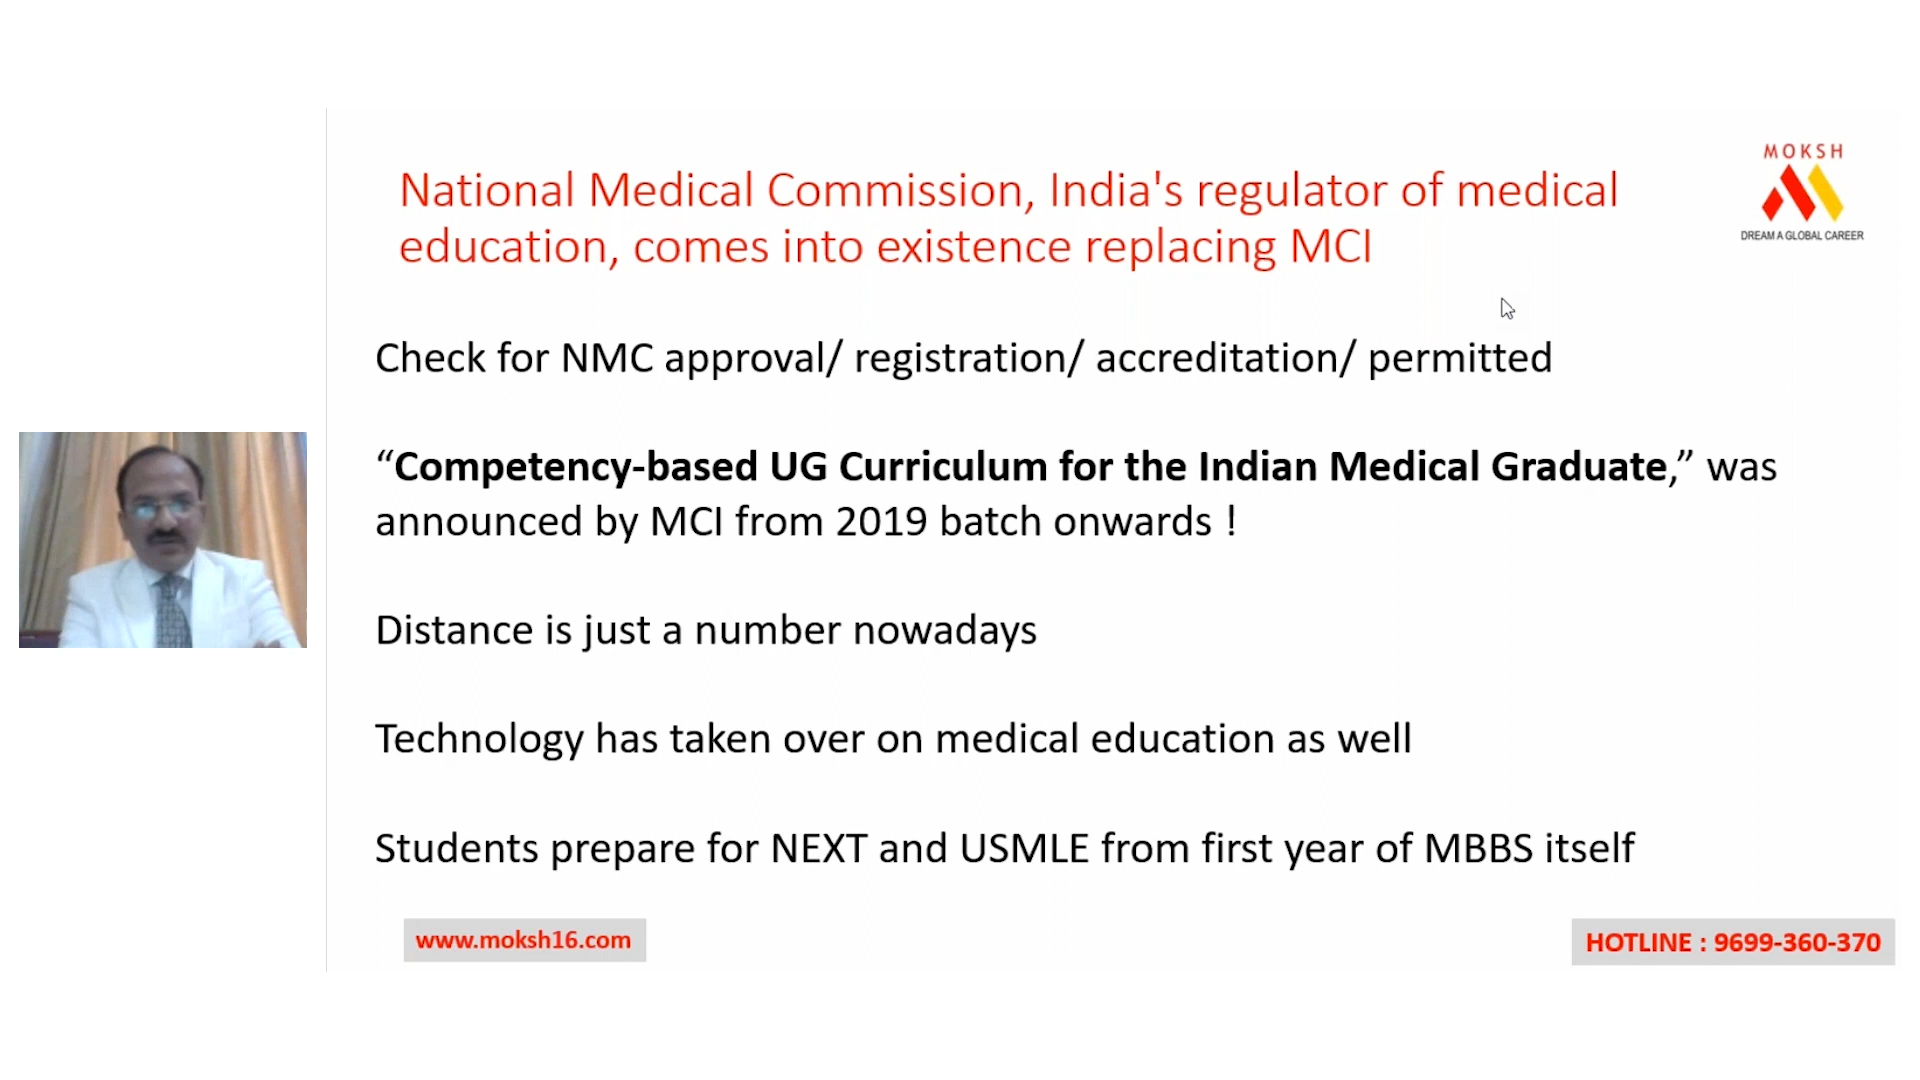 MOKSH
DREAM A GLOBAL CAREER
National Medical Commission, India's regulator of medical
education, comes into existence replacing MCI
Check for NMC approval/ registration/ accreditation/ permitted
“Competency-based UG Curriculum for the Indian Medical Graduate,” was
announced by MCI from 2019 batch onwards !
Distance is just a number nowadays
Technology has taken over on medical education as well
Students prepare for NEXT and USMLE from first year of MBBS itself
www.moksh16.com
HOTLINE : 9699-360-370